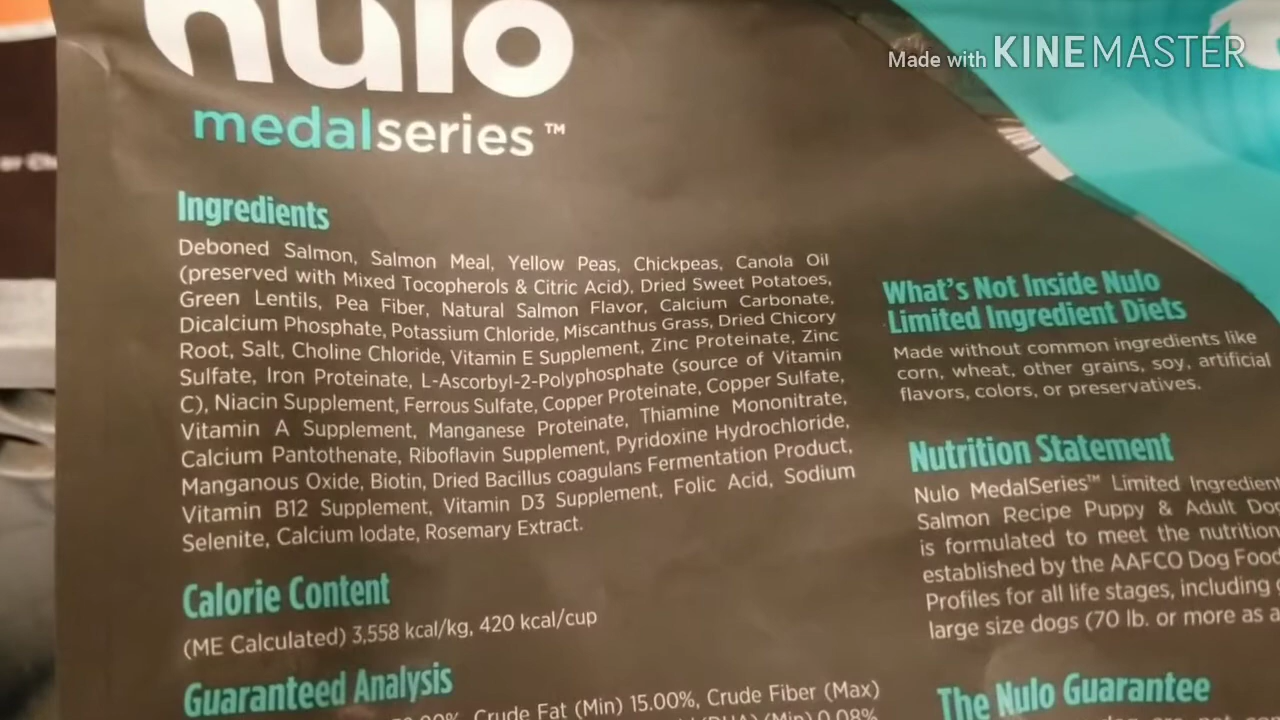 Made with KINEMASTER
nulo
medalseries™
Ingredients
Deboned Salmon, Salmon Meal, Yellow Peas, Chickpeas, Canola Oil
(preserved with Mixed Tocopherols & Citric Acid), Dried Sweet Potatoes,
Green Lentils, Pea Fiber, Natural Salmon Flavor, Calcium Carbonate,
Dicalcium Phosphate, Potassium Chloride, Miscanthus Grass, Dried Chicory
Root, Salt, Choline Chloride, Vitamin E Supplement, Zinc Proteinate, Zinc
Sulfate, Iron Proteinate, L-Ascorbyl-2-Polyphosphate (source of Vitamin
C), Niacin Supplement, Ferrous Sulfate, Copper Proteinate, Copper Sulfate,
Vitamin A Supplement, Manganese Proteinate, Thiamine Mononitrate,
Calcium Pantothenate, Riboflavin Supplement, Pyridoxine Hydrochloride,
Manganous Oxide, Biotin, Dried Bacillus coagulans Fermentation Product,
Vitamin B12 Supplement, Vitamin D3 Supplement, Folic Acid, Sodium
Selenite, Calcium Iodate, Rosemary Extract.
Calorie Content
(ME Calculated) 3,558 kcal/kg, 420 kcal/cup
Guaranteed Analysis
Crude Fat (Min) 15.00%, Crude Fiber (Max)
(Min) 0.08%
What's Not Inside Nulo
Limited Ingredient Diets
Made without common ingredients like
corn, wheat, other grains, soy, artificial
flavors, colors, or preservatives.
Nutrition Statement
Nulo MedalSeries™ Limited Ingredient
Salmon Recipe Puppy & Adult Dog
is formulated to meet the nutrition
established by the AAFCO Dog Food
Profiles for all life stages, including
large size dogs (70 lb. or more as a
The Nulo Guarantee